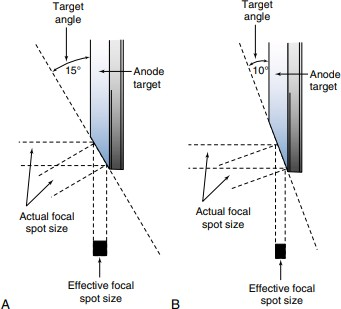 Target
angle
15°
Anode
target
Actual focal
spot size
Effective focal
spot size
A
Target
angle
10°
Anode
target
Actual focal
spot size
Effective focal
spot size
B